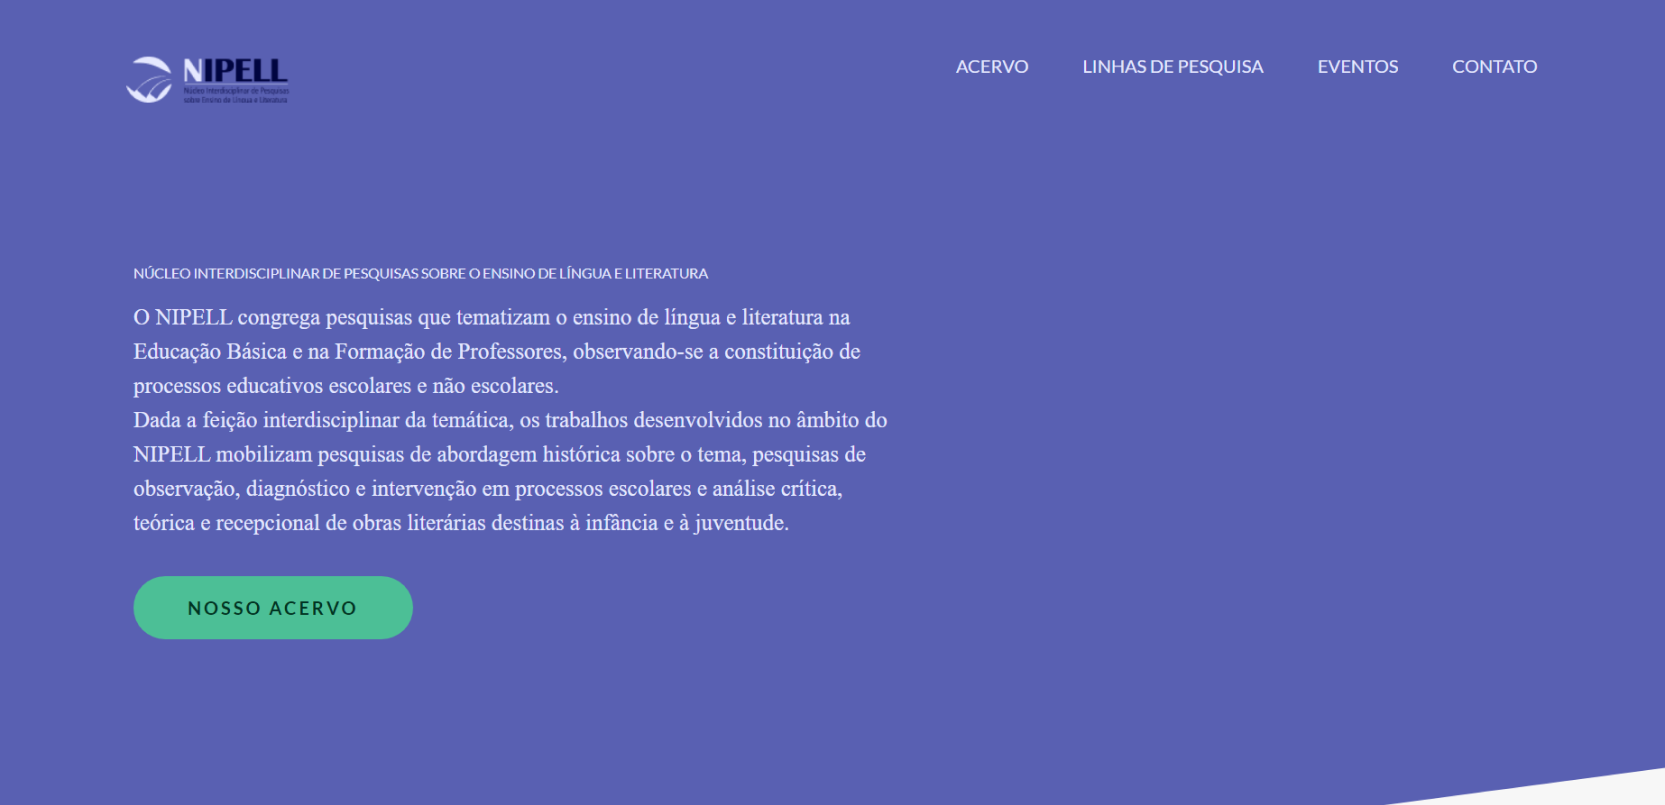 NIPELL
Núcleo Interdisciplinar de Pesquisas
sobre Ensino da Língua e Literatura
ACERVO
LINHAS DE PESQUISA
EVENTOS
CONTATO
NÚCLEO INTERDISCIPLINAR DE PESQUISAS SOBRE O ENSINO DE LÍNGUA E LITERATURA
O NIPELL congrega pesquisas que tematizam o ensino de língua e literatura na
Educação Básica e na Formação de Professores, observando-se a constituição de
processos educativos escolares e não escolares.
Dada a feição interdisciplinar da temática, os trabalhos desenvolvidos no âmbito do
NIPELL mobilizam pesquisas de abordagem histórica sobre o tema, pesquisas de
observação, diagnóstico e intervenção em processos escolares e análise crítica,
teórica e recepcional de obras literárias destinas à infância e à juventude.
NOSSO ACERVO